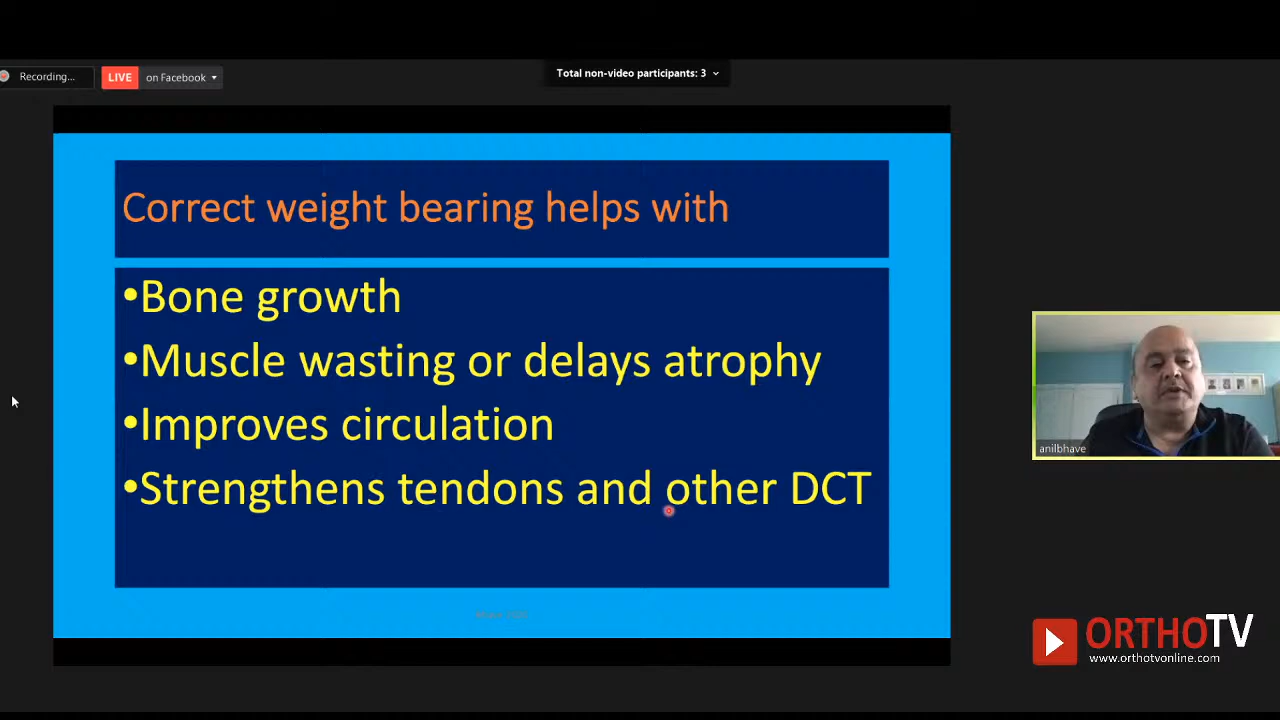 Recording...
LIVE on Facebook
Total non-video participants: 3
Correct weight bearing helps with
•Bone growth
•Muscle wasting or delays atrophy
•Improves circulation
•Strengthens tendons and other DCT
anilbhave
ORTHOTV
www.orthotvonline.com